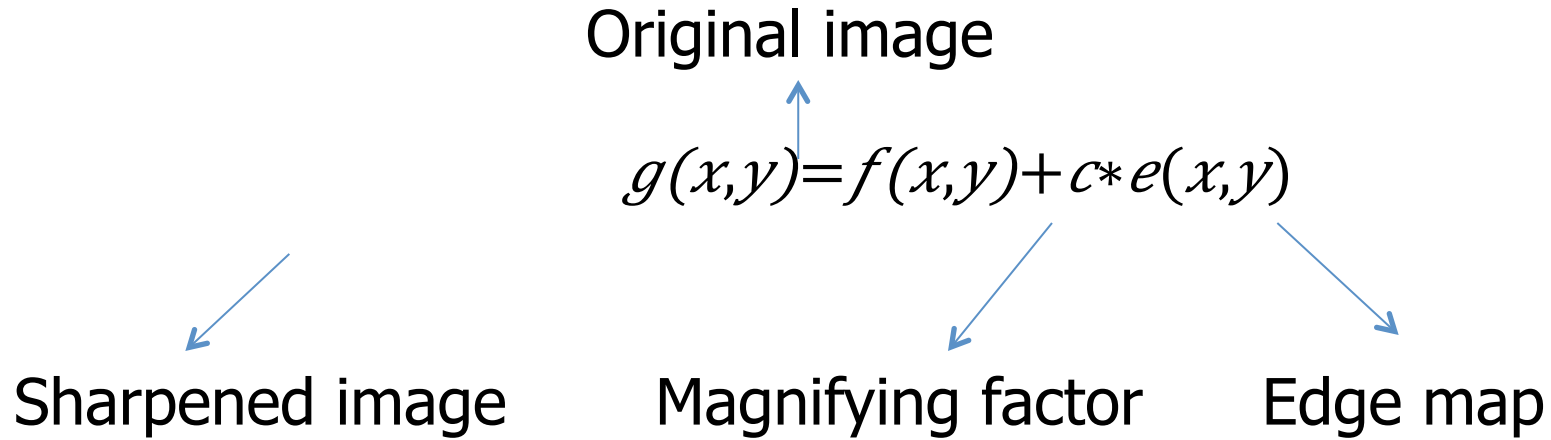 Original image
g(x,y)=f(x,y)+c*e(x,y)
Sharpened image
Magnifying factor
Edge map